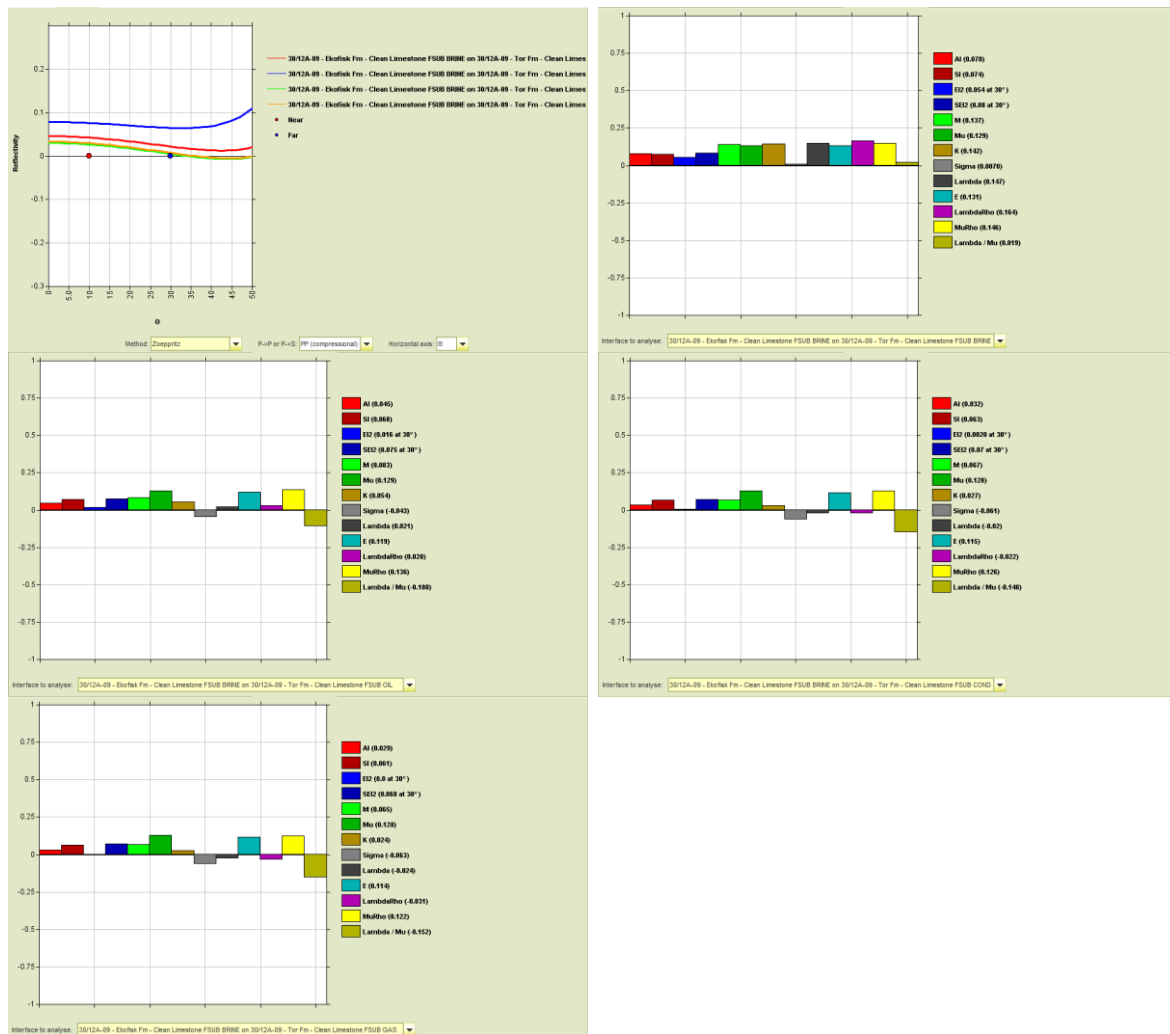 0.2
0.1
0
-0.1
-0.2
-0.3
Reflectivity
0 5.0 10 15 20 25 30 35 40 45 50
Θ
30/12A-09 - Ekofisk Fm - Clean Limestone FSUB BRINE on 30/12A-09 - Tor Fm - Clean Limes
30/12A-09 - Ekofisk Fm - Clean Limestone FSUB BRINE on 30/12A-09 - Tor Fm - Clean Limes
30/12A-09 - Ekofisk Fm - Clean Limestone FSUB BRINE on 30/12A-09 - Tor Fm - Clean Limes
30/12A-09 - Ekofisk Fm - Clean Limestone FSUB BRINE on 30/12A-09 - Tor Fm - Clean Limes
Near
Far
Method: Zoeppritz P->P or P->S: PP (compressional) Horizontal axis: Θ
1
0.75
0.5
0.25
0
-0.25
-0.5
-0.75
-1
AI (0.078)
SI (0.074)
EI2 (0.054 at 30°)
SEI2 (0.08 at 30°)
M (0.137)
Mu (0.129)
K (0.142)
Sigma (0.0078)
Lambda (0.147)
E (0.131)
LambdaRho (0.164)
MuRho (0.146)
Lambda / Mu (0.019)
Interface to analyse: 30/12A-09 - Ekofisk Fm - Clean Limestone FSUB BRINE on 30/12A-09 - Tor Fm - Clean Limestone FSUB BRINE
1
0.75
0.5
0.25
0
-0.25
-0.5
-0.75
-1
AI (0.045)
SI (0.068)
EI2 (0.016 at 30°)
SEI2 (0.075 at 30°)
M (0.083)
Mu (0.129)
K (0.054)
Sigma (-0.043)
Lambda (0.021)
E (0.119)
LambdaRho (0.028)
MuRho (0.136)
Lambda / Mu (-0.108)
Interface to analyse: 30/12A-09 - Ekofisk Fm - Clean Limestone FSUB BRINE on 30/12A-09 - Tor Fm - Clean Limestone FSUB OIL
1
0.75
0.5
0.25
0
-0.25
-0.5
-0.75
-1
AI (0.032)
SI (0.063)
EI2 (0.0020 at 30°)
SEI2 (0.07 at 30°)
M (0.067)
Mu (0.128)
K (0.027)
Sigma (-0.061)
Lambda (-0.02)
E (0.115)
LambdaRho (-0.022)
MuRho (0.126)
Lambda / Mu (-0.148)
Interface to analyse: 30/12A-09 - Ekofisk Fm - Clean Limestone FSUB BRINE on 30/12A-09 - Tor Fm - Clean Limestone FSUB COND
1
0.75
0.5
0.25
0
-0.25
-0.5
-0.75
-1
AI (0.029)
SI (0.061)
EI2 (0.0 at 30°)
SEI2 (0.068 at 30°)
M (0.065)
Mu (0.128)
K (0.024)
Sigma (-0.063)
Lambda (-0.024)
E (0.114)
LambdaRho (-0.031)
MuRho (0.122)
Lambda / Mu (-0.152)
Interface to analyse: 30/12A-09 - Ekofisk Fm - Clean Limestone FSUB BRINE on 30/12A-09 - Tor Fm - Clean Limestone FSUB GAS